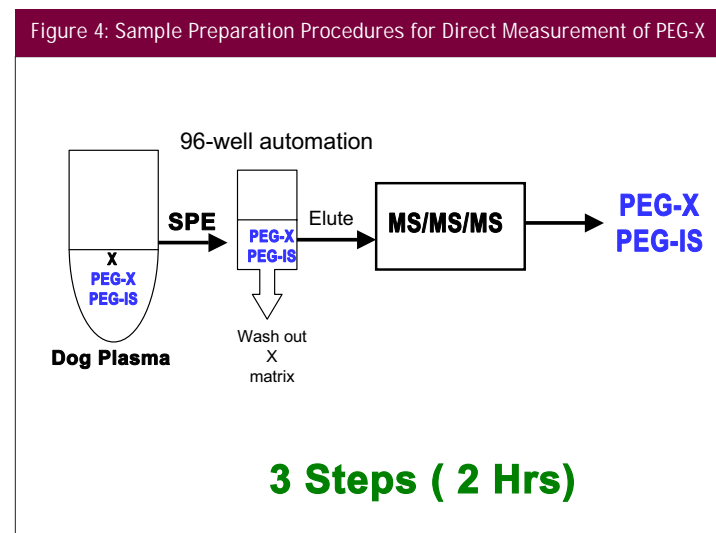 Figure 4: Sample Preparation Procedures for Direct Measurement of PEG-X
96-well automation
X
PEG-X
PEG-IS
Dog Plasma
SPE
PEG-X
PEG-IS
Wash out
X
matrix
Elute
MS/MS/MS
PEG-X
PEG-IS
3 Steps ( 2 Hrs)